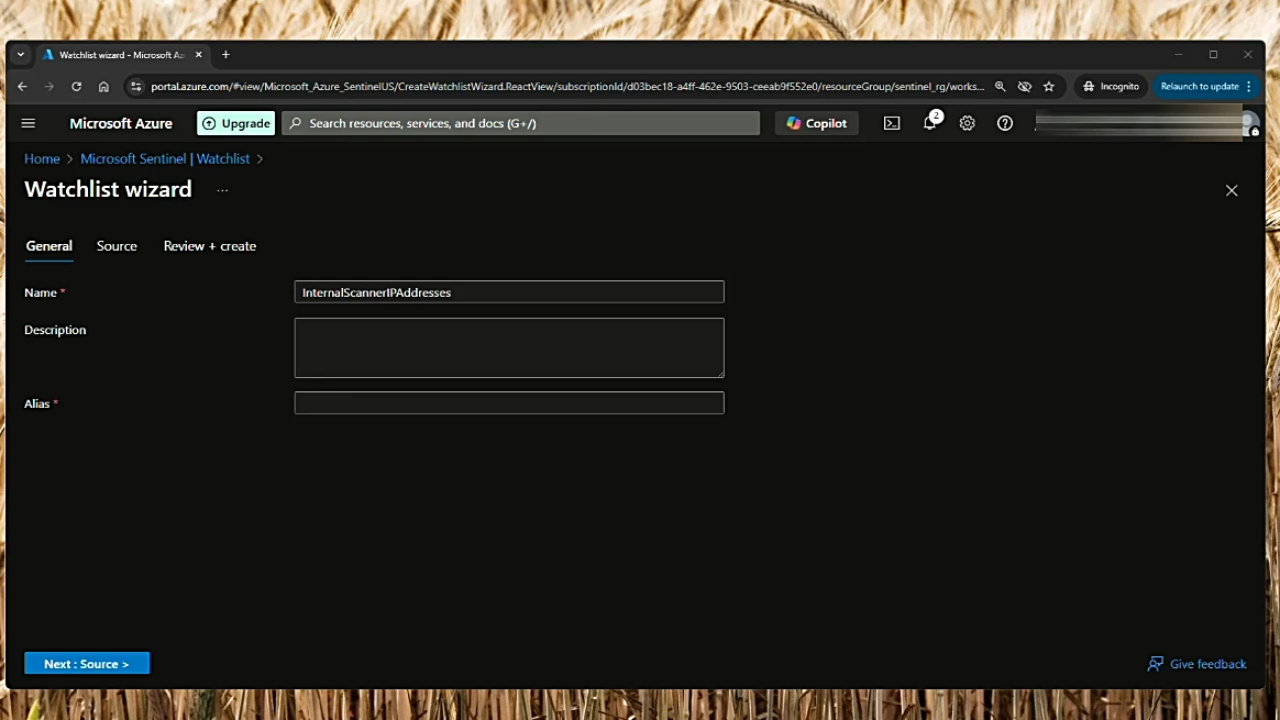 Watchlist wizard - Microsoft Az
portal.azure.com/#view/Microsoft_Azure_SentinelUS/CreateWatchlistWizard.ReactView/subscriptionId/d03bec18-a4ff-462e-9503-ceeab9f552e0/resourceGroup/sentinel_rg/works... Incognito Relaunch to update
Microsoft Azure Upgrade Search resources, services, and docs (G+/) Copilot 2
Home > Microsoft Sentinel | Watchlist >
Watchlist wizard ...
General Source Review + create
Name * InternalScannerIPAddresses
Description
Alias *
Next : Source > Give feedback